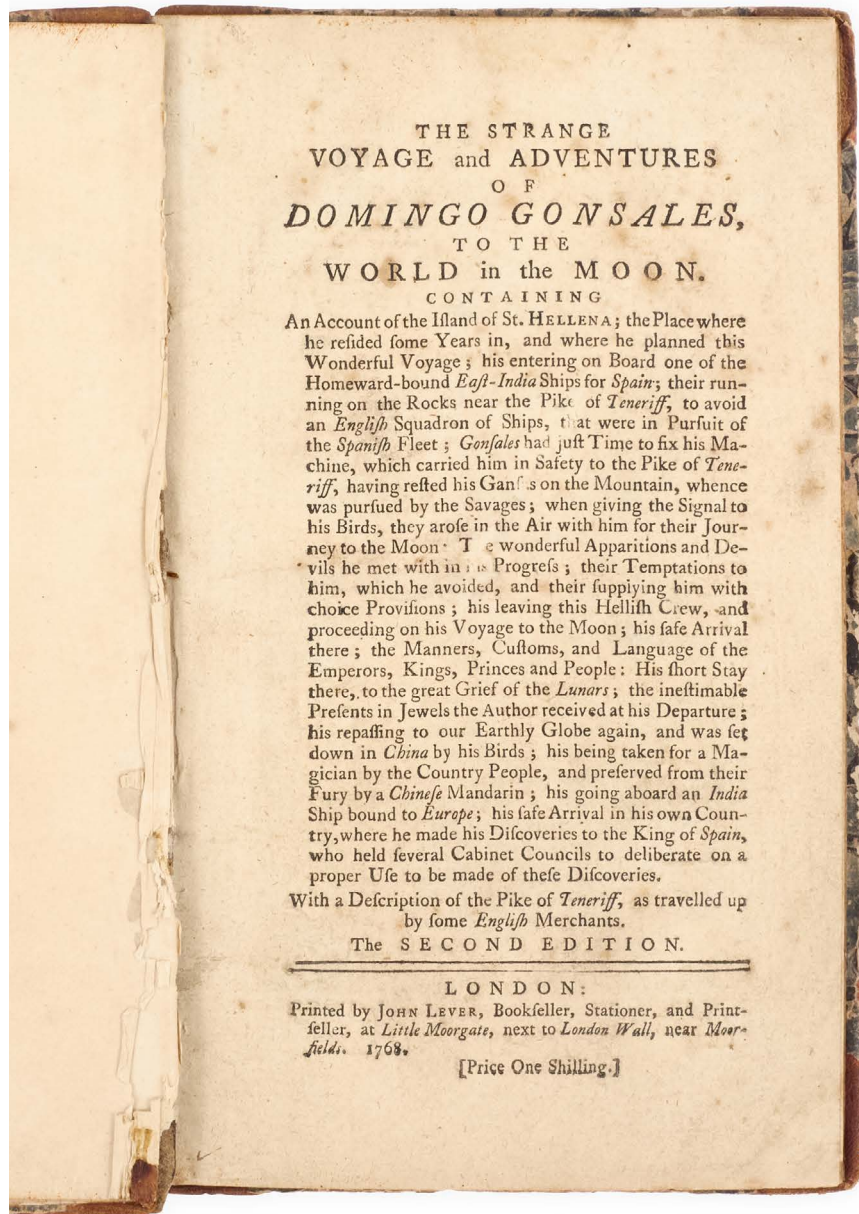 THE STRANGE
VOYAGE and ADVENTURES
OF
DOMINGO GONSALES,
TO THE
WORLD in the MOON.
CONTAINING
An Account of the Iſland of St. HELLENA; the Place where
he reſided ſome Years in, and where he planned this
Wonderful Voyage; his entering on Board one of the
Homeward-bound Eaſt-India Ships for Spain; their run-
ning on the Rocks near the Pike of Teneriff, to avoid
an Engliſh Squadron of Ships, that were in Purſuit of
the Spaniſh Fleet; Gonſales had juſt Time to fix his Ma-
chine, which carried him in Safety to the Pike of Tene-
riff, having reſted his on the Mountain, whence
was purſued by the Savages; when giving the Signal to
his Birds, they aroſe in the Air with him for their Jour-
ney to the Moon wonderful Apparitions and De-
vils he met with in Progreſs; their Temptations to
him, which he avoided, and their ſuppiying him with
choice Proviſions; his leaving this Helliſh Crew, and
proceeding on his Voyage to the Moon; his ſafe Arrival
there; the Manners, Cuſtoms, and Language of the
Emperors, Kings, Princes and People: His ſhort Stay
there, to the great Grief of the Lunars; the ineſtimable
Preſents in Jewels the Author received at his Departure;
his repaſſing to our Earthly Globe again, and was ſet
down in China by his Birds; his being taken for a Ma-
gician by the Country People, and preſerved from their
Fury by a Chineſe Mandarin; his going aboard an India
Ship bound to Europe; his ſafe Arrival in his own Coun-
try, where he made his Diſcoveries to the King of Spain,
who held ſeveral Cabinet Councils to deliberate on a
proper Uſe to be made of theſe Diſcoveries.
With a Deſcription of the Pike of Teneriff, as travelled up
by ſome Engliſh Merchants.
The SECOND EDITION.
LONDON:
Printed by JOHN LEVER, Bookſeller, Stationer, and Print-
ſeller, at Little Moorgate, next to London Wall, near Moor-
fields. 1768.
[Price One Shilling.]